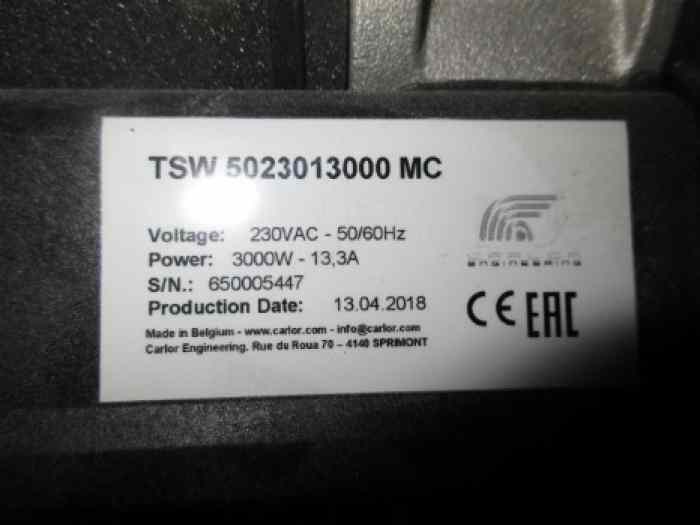 TSW 5023013000 MC
Voltage: 230VAC - 50/60Hz
Power: 3000W - 13,3A
S/N.: 650005447
Production Date: 13.04.2018
Made in Belgium - www.carlor.com - info@carlor.com
Carlor Engineering. Rue du Roua 70 – 4140 SPRIMONT
ENGINEERING
CE EAC